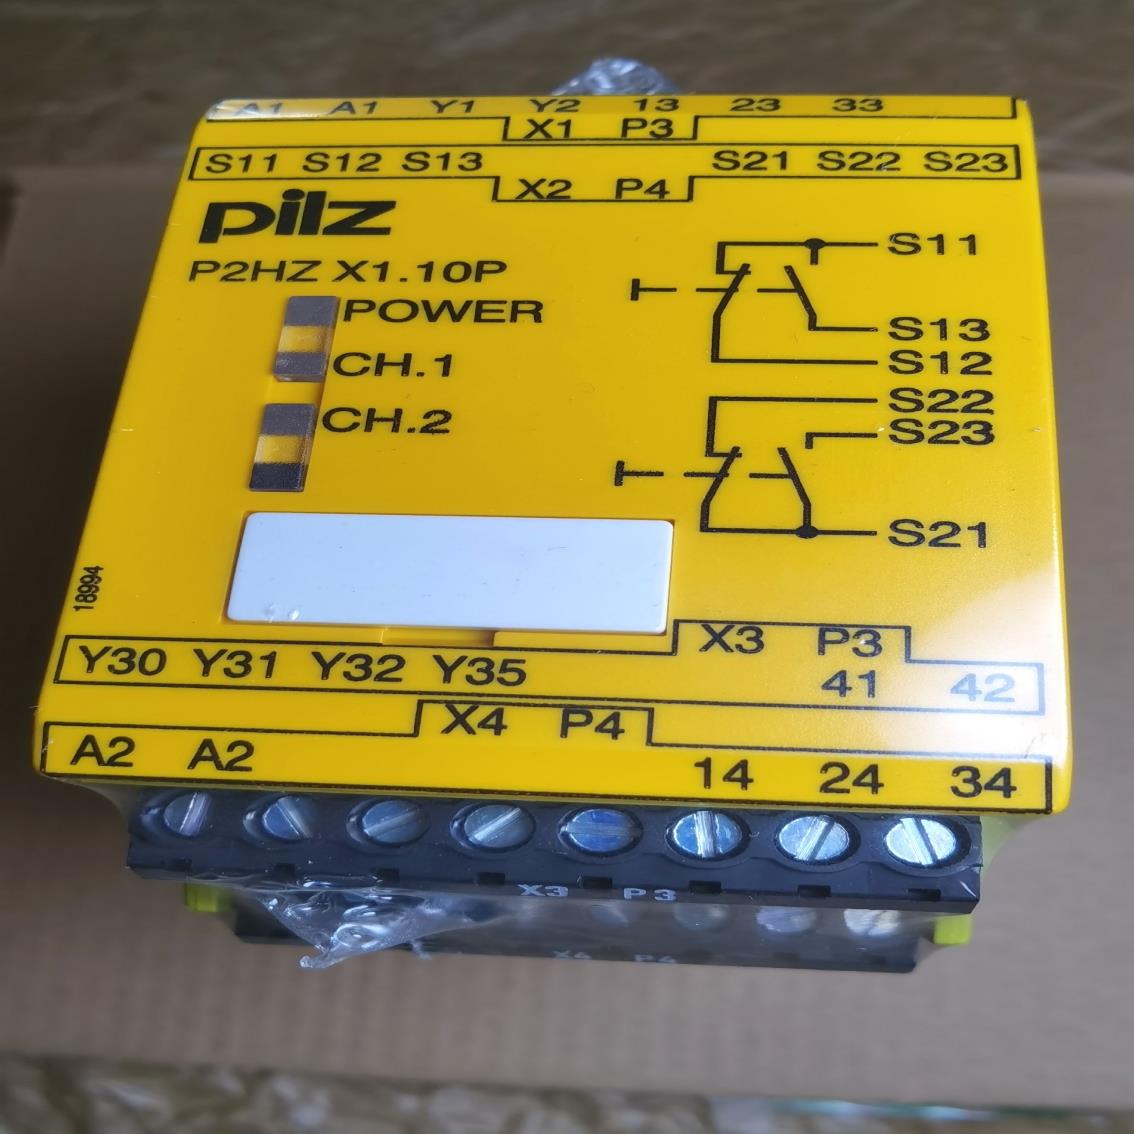 A1 A1 Y1 Y2 13 23 33
X1 P3
S11 S12 S13 S21 S22 S23
X2 P4
pilz
P2HZ X1.10P
POWER
CH.1
CH.2
S11
S13
S12
S22
S23
S21
18994
X3 P3
Y30 Y31 Y32 Y35 41 42
X4 P4
A2 A2 14 24 34
X3 P3
X4 P4